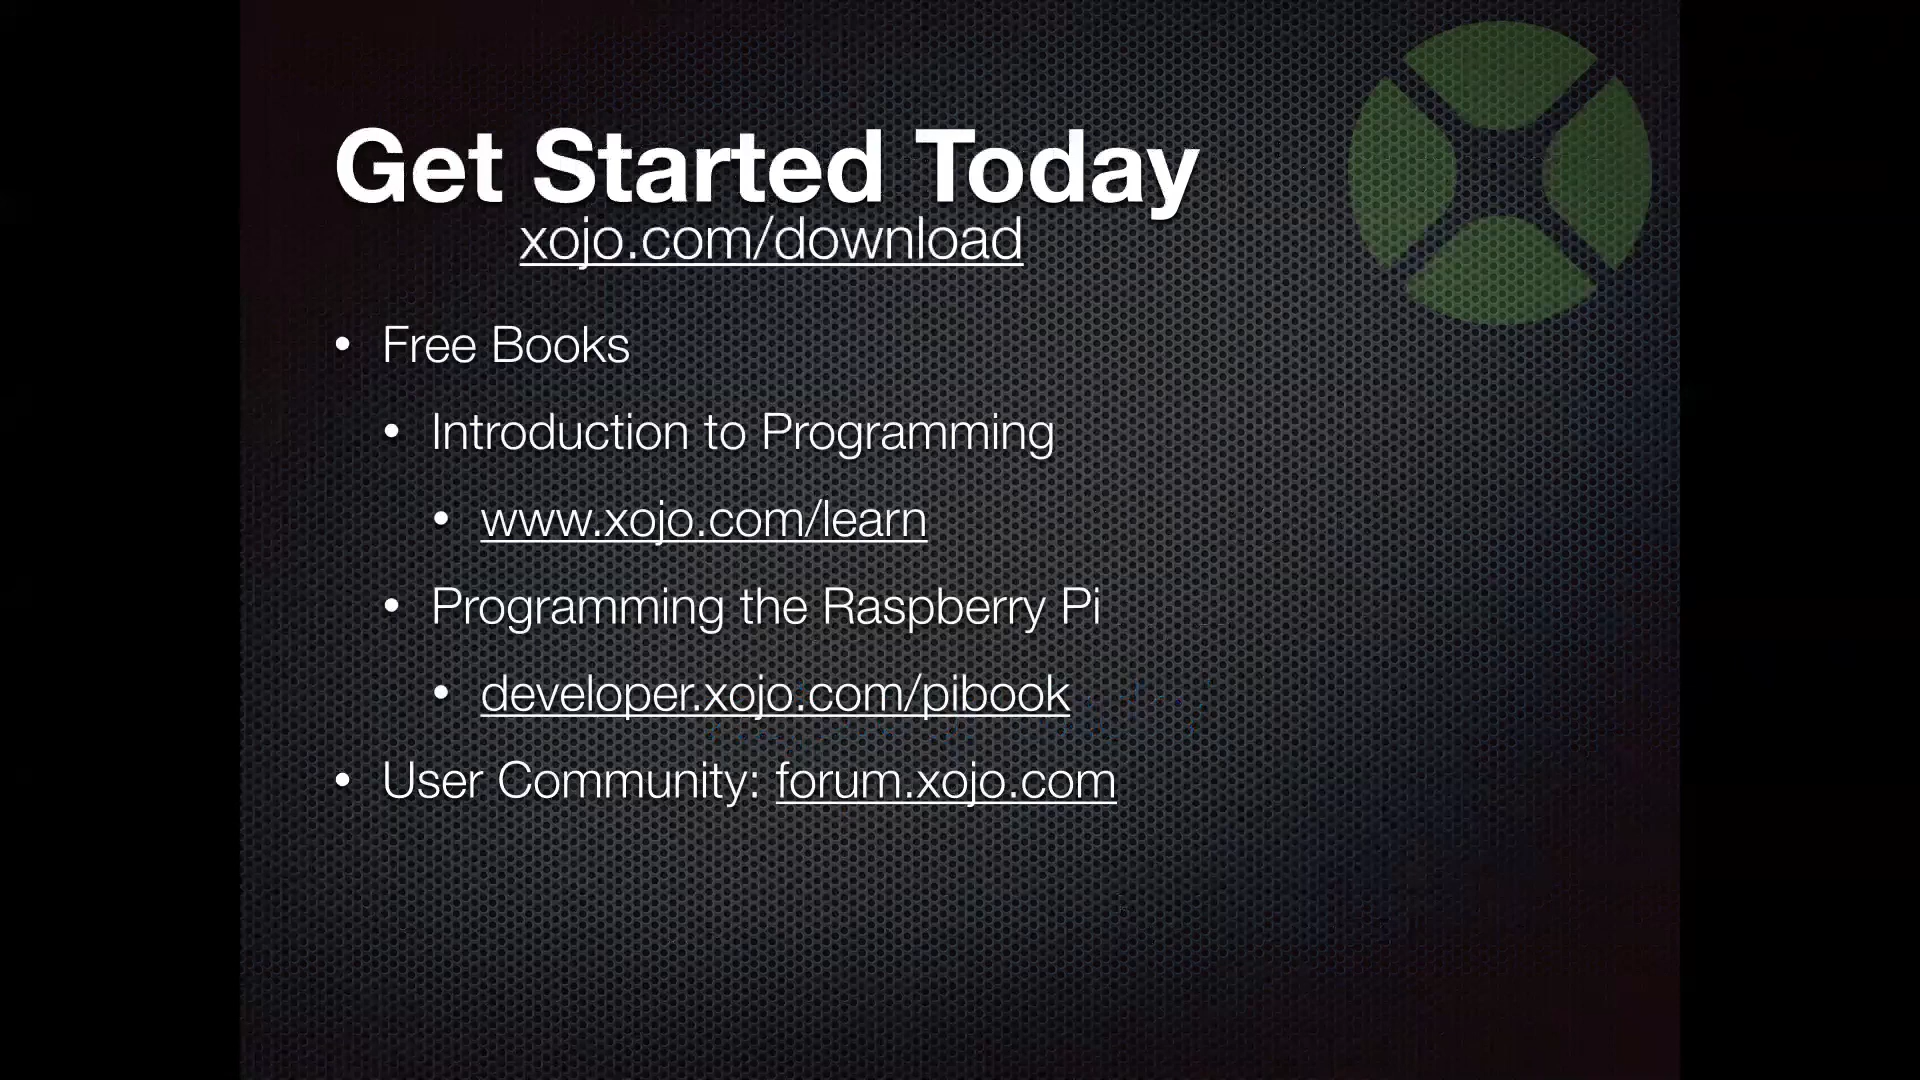 Get Started Today
xojo.com/download
• Free Books
• Introduction to Programming
• www.xojo.com/learn
• Programming the Raspberry Pi
• developer.xojo.com/pibook
• User Community: forum.xojo.com